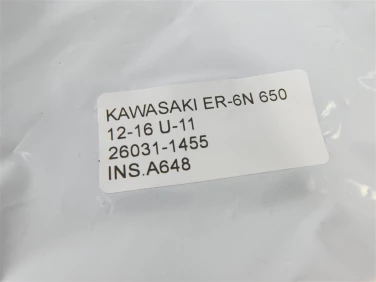 KAWASAKI ER-6N 650
12-16 U-11
26031-1455
INS.A648